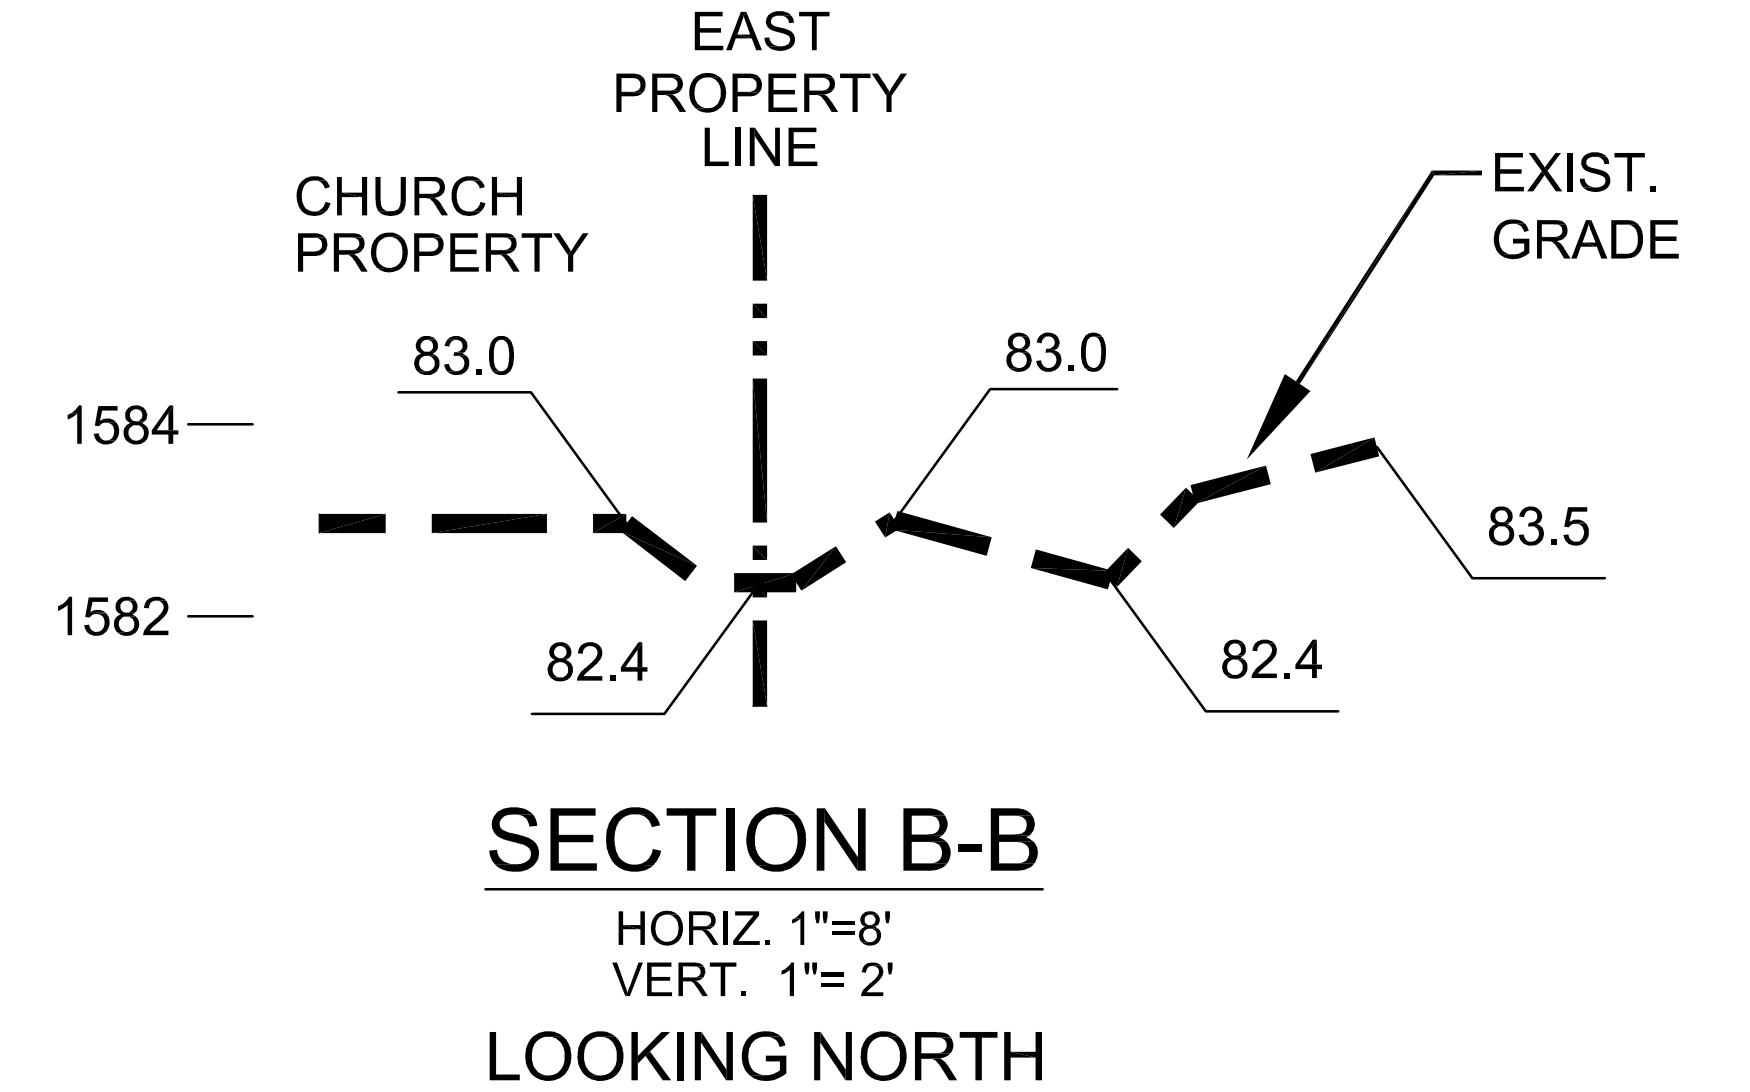 EAST
PROPERTY
LINE
CHURCH
PROPERTY
EXIST.
GRADE
83.0
83.0
1584
83.5
1582
82.4
82.4
SECTION B-B
HORIZ. 1"=8'
VERT. 1"= 2'
LOOKING NORTH